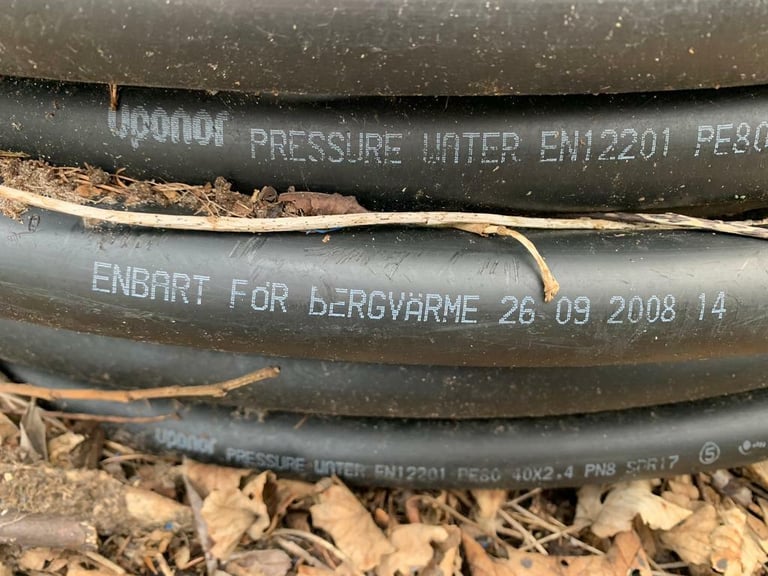 uponor PRESSURE WATER EN12201 PE80
ENBART FÖR bERGVÄRME 26 09 2008 14
uponor PRESSURE WATER EN12201 PE80 40X2.4 PN8 SDR17 S